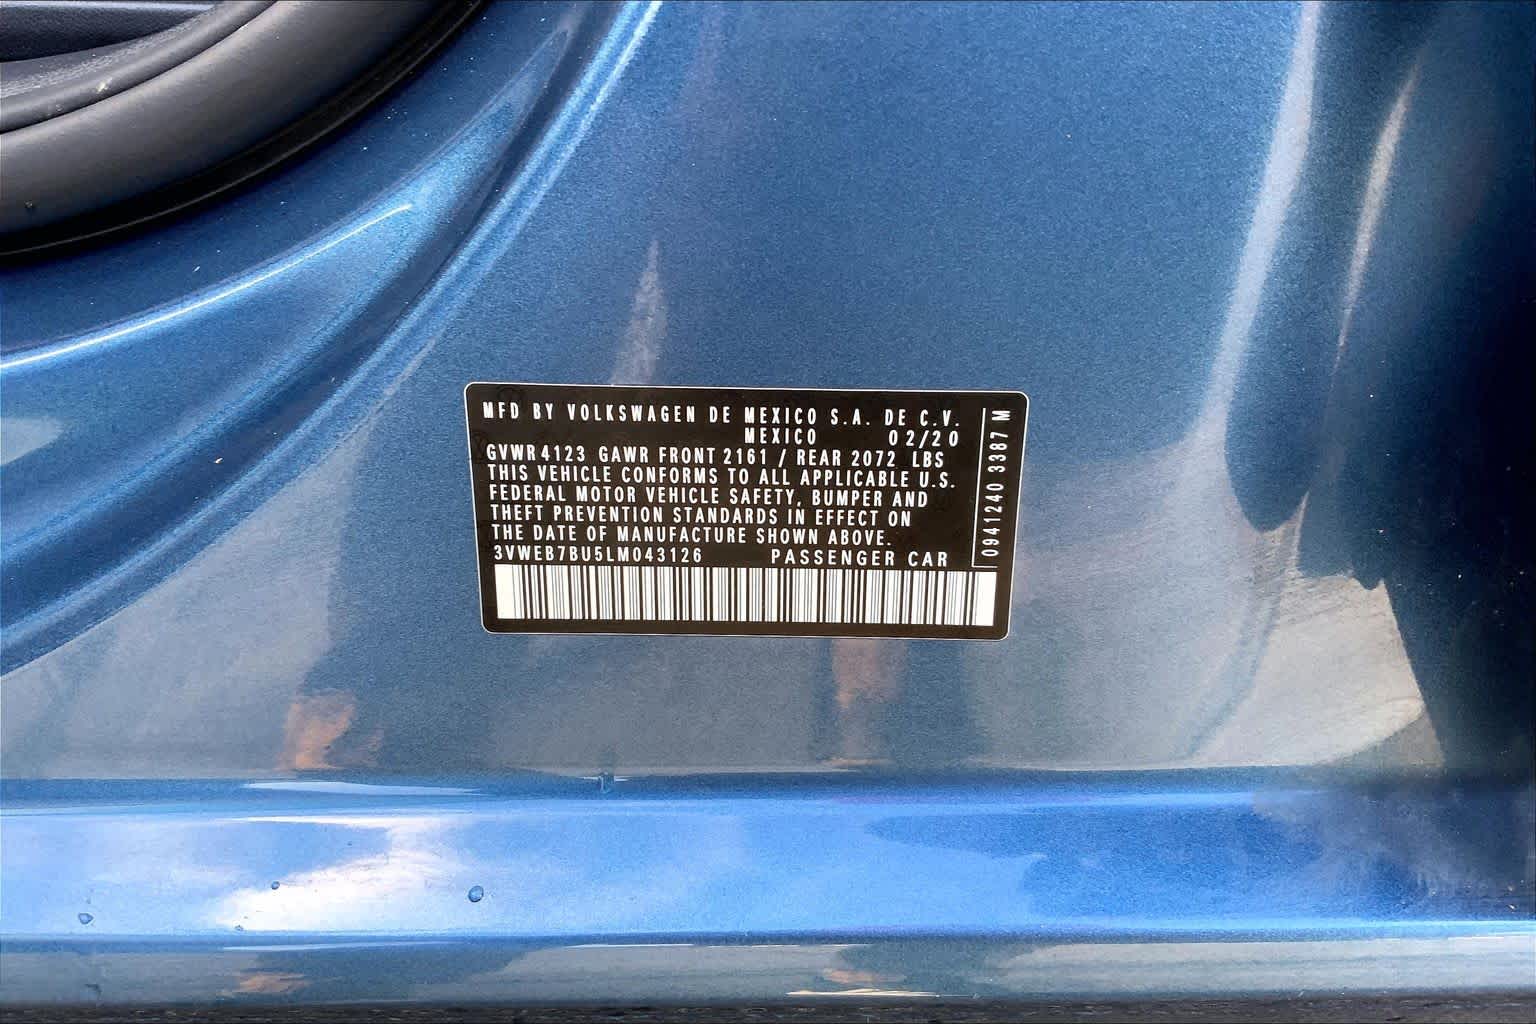 MFD BY VOLKSWAGEN DE MEXICO S.A. DE C.V.
MEXICO 02/20
GVWR 4123 GAWR FRONT 2161 / REAR 2072 LBS
THIS VEHICLE CONFORMS TO ALL APPLICABLE U.S.
FEDERAL MOTOR VEHICLE SAFETY, BUMPER AND
THEFT PREVENTION STANDARDS IN EFFECT ON
THE DATE OF MANUFACTURE SHOWN ABOVE.
3VWEB7BU5LM043126 PASSENGER CAR
0941240 3387 M